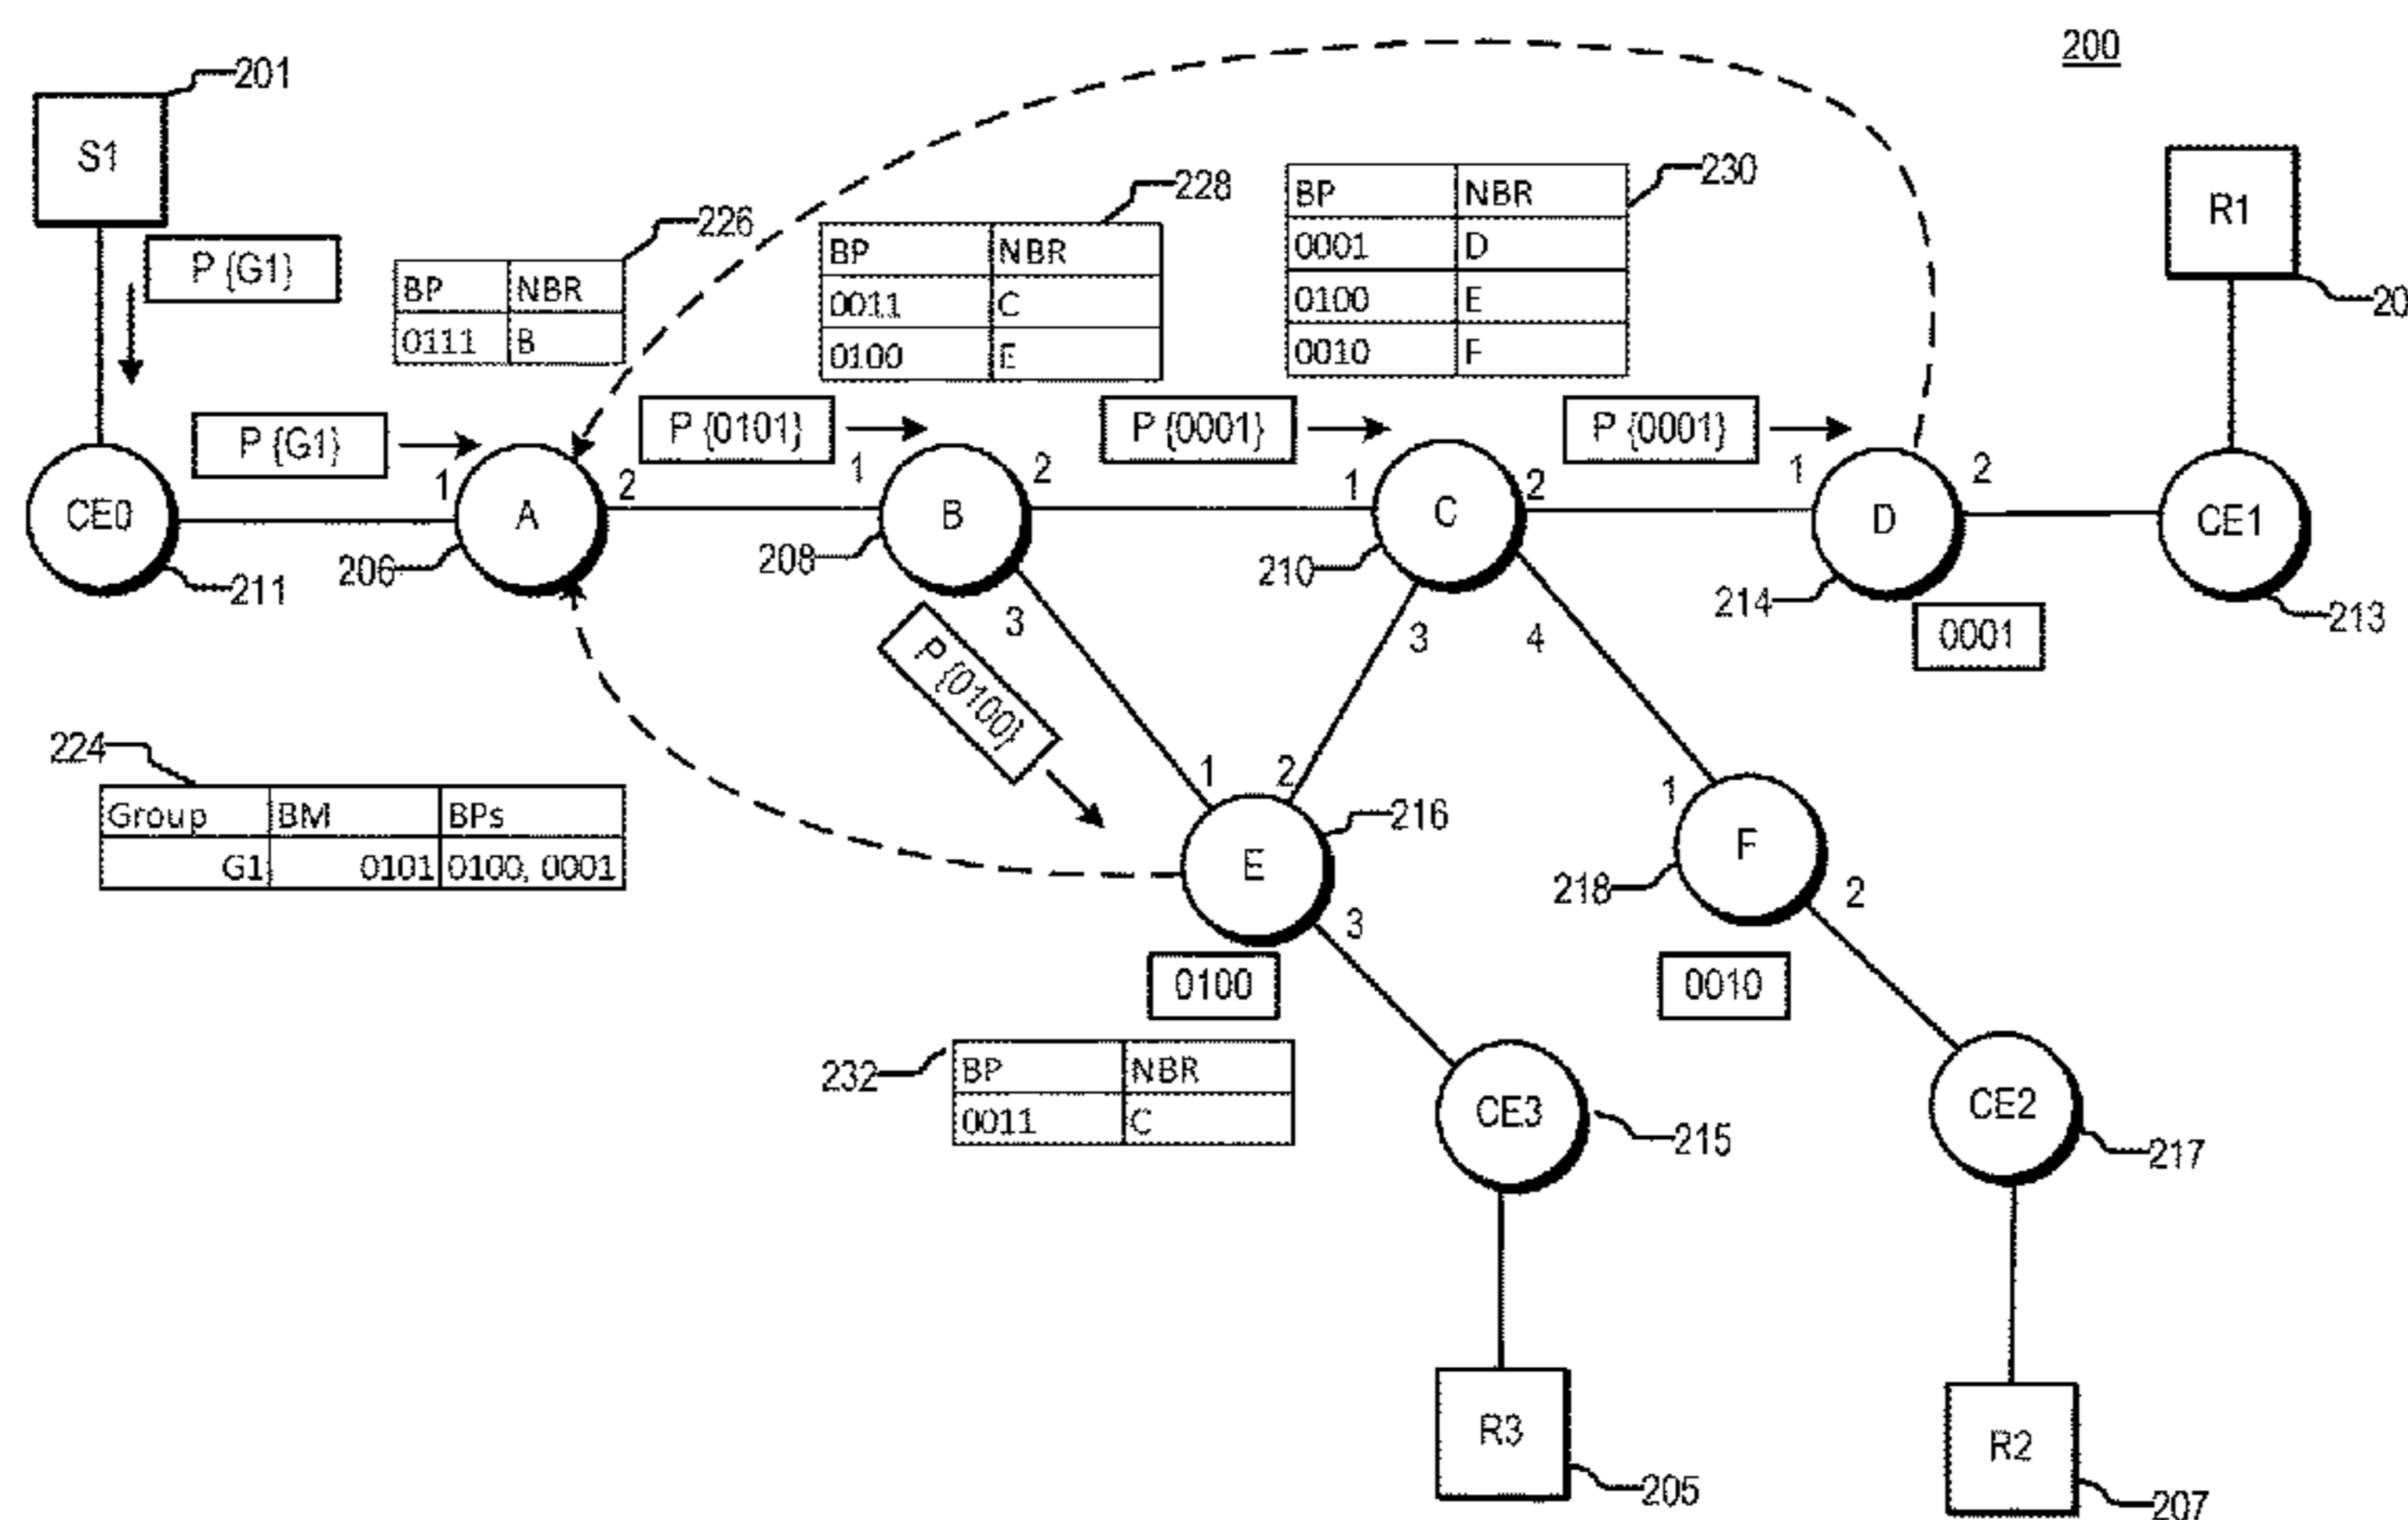 200
201
S1
P {G1}
226
BP NBR
0111 B
228
BP NBR
0011 C
0100 E
230
BP NBR
0001 D
0100 E
0010 F
R1
20
P {G1}
P {0101}
P {0001}
P {0001}
CE0
211
1
A
2
206
1
B
2
3
208
1
C
2
3
4
210
1
D
2
214
0001
CE1
213
P {0100}
224
Group BM BPs
G1 0101 0100, 0001
1
2
E
3
216
0100
1
F
2
218
0010
232
BP NBR
0011 C
CE3
215
CE2
217
R3
205
R2
207